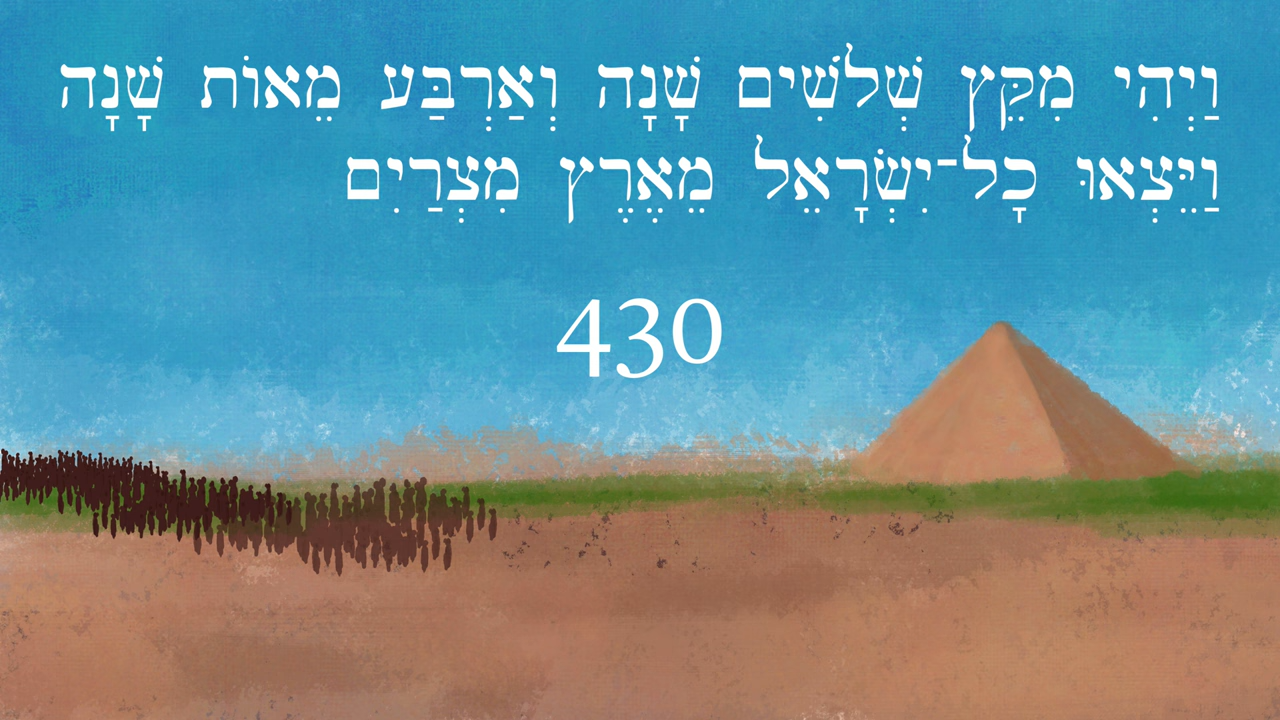 וַיְהִי מִקֵּץ שְׁלֹשִׁים שָׁנָה וְאַרְבַּע מֵאוֹת שָׁנָה
וַיֵּצְאוּ כָל־יִשְׂרָאֵל מֵאֶרֶץ מִצְרַיִם
430